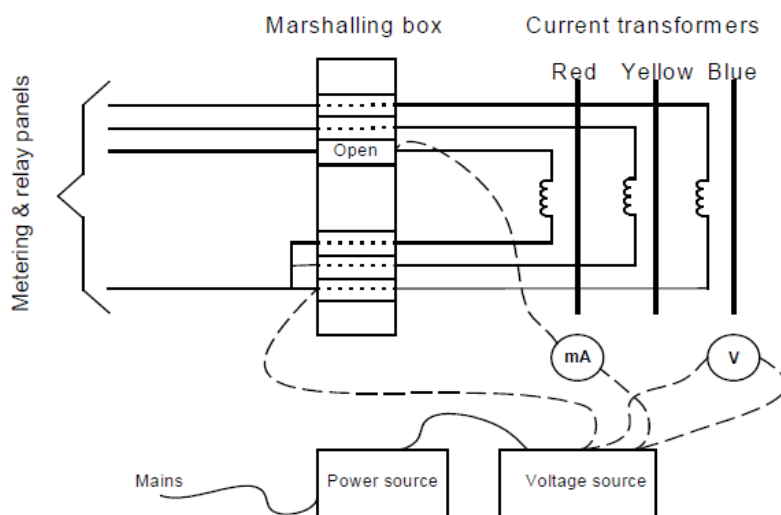 Marshalling box
Current transformers
Red Yellow Blue
Open
Metering & relay panels
mA
V
Mains
Power source
Voltage source